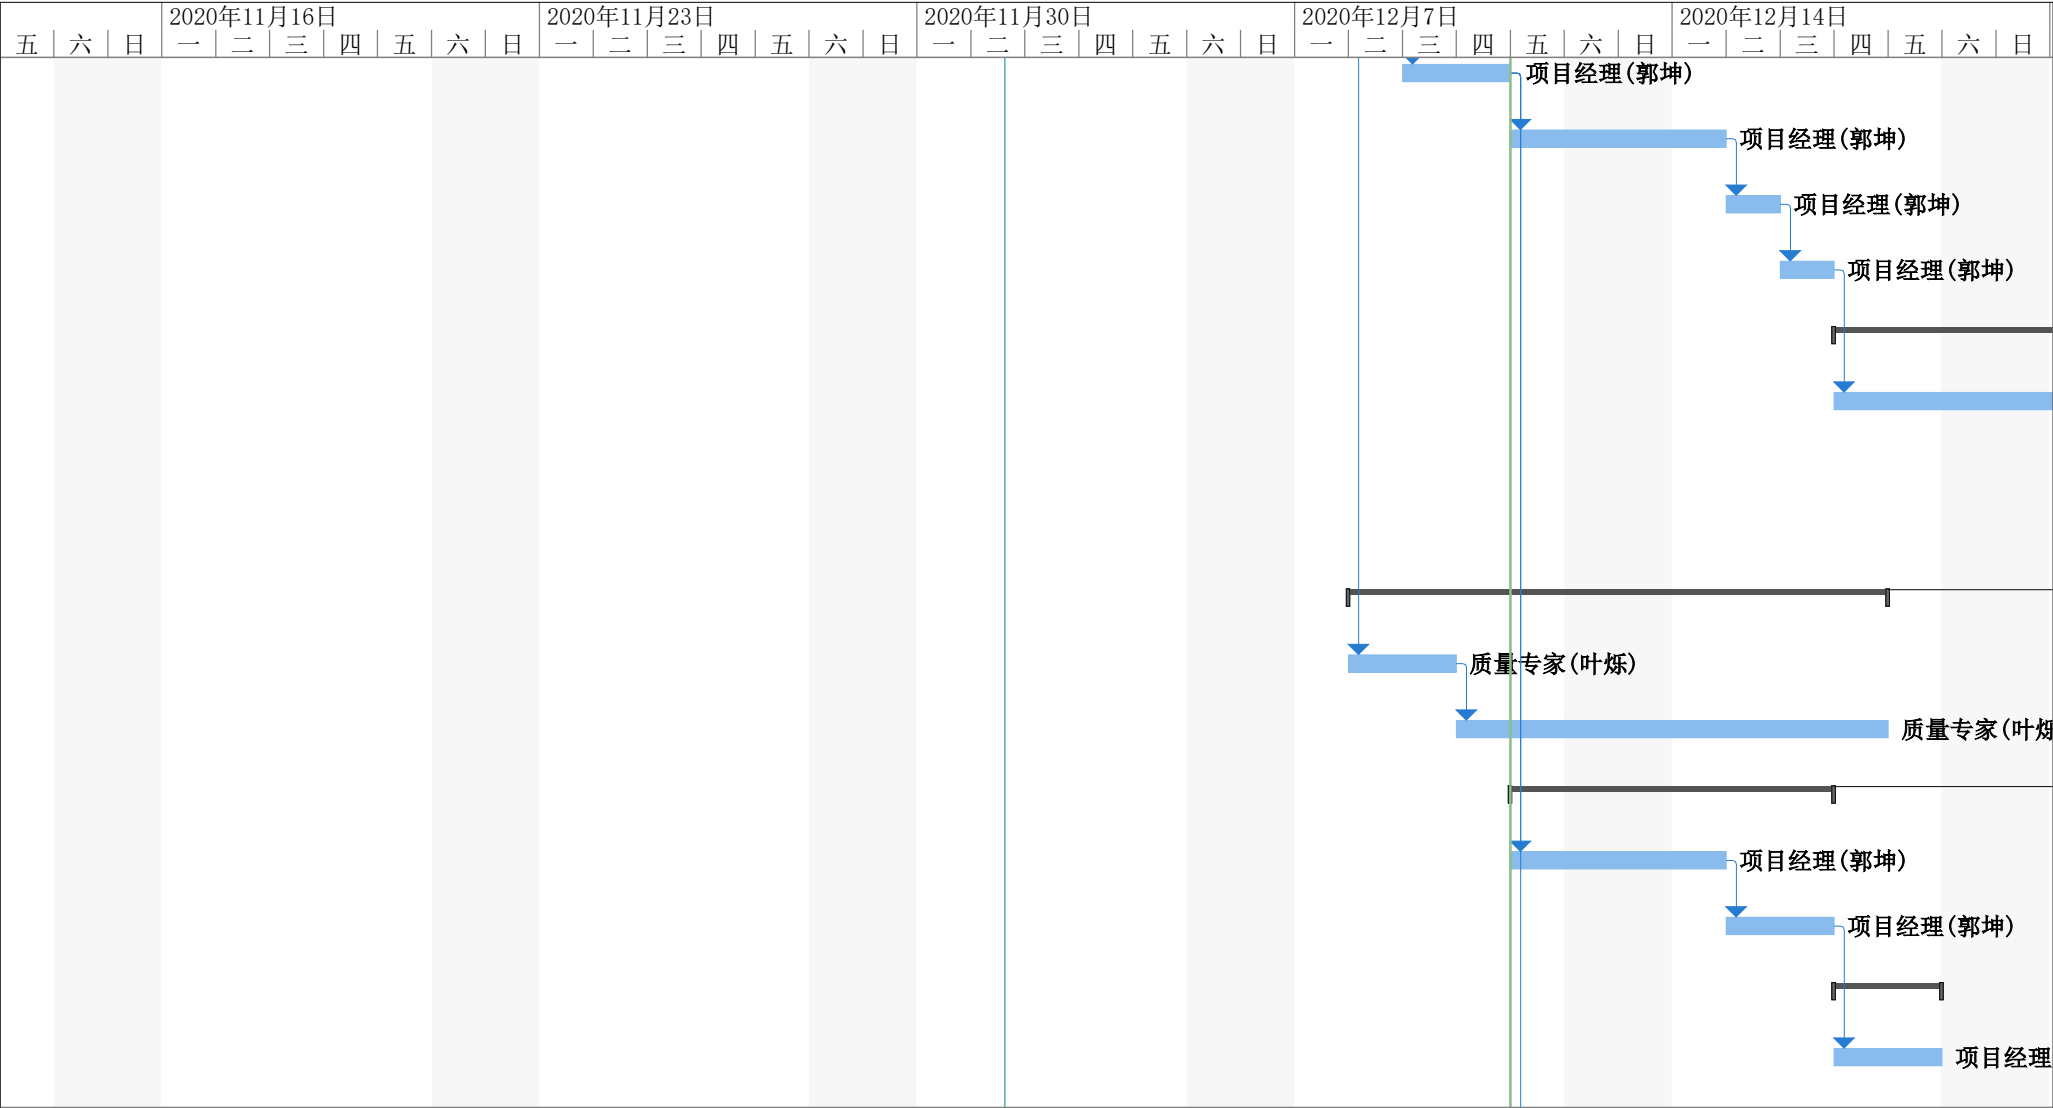 2020年11月16日 2020年11月23日 2020年11月30日 2020年12月7日 2020年12月14日
五 六 日 一 二 三 四 五 六 日 一 二 三 四 五 六 日 一 二 三 四 五 六 日 一 二 三 四 五 六 日 一 二 三 四 五 六 日
项目经理(郭坤)
项目经理(郭坤)
项目经理(郭坤)
项目经理(郭坤)
质量专家(叶烁)
质量专家(叶烁
项目经理(郭坤)
项目经理(郭坤)
项目经理